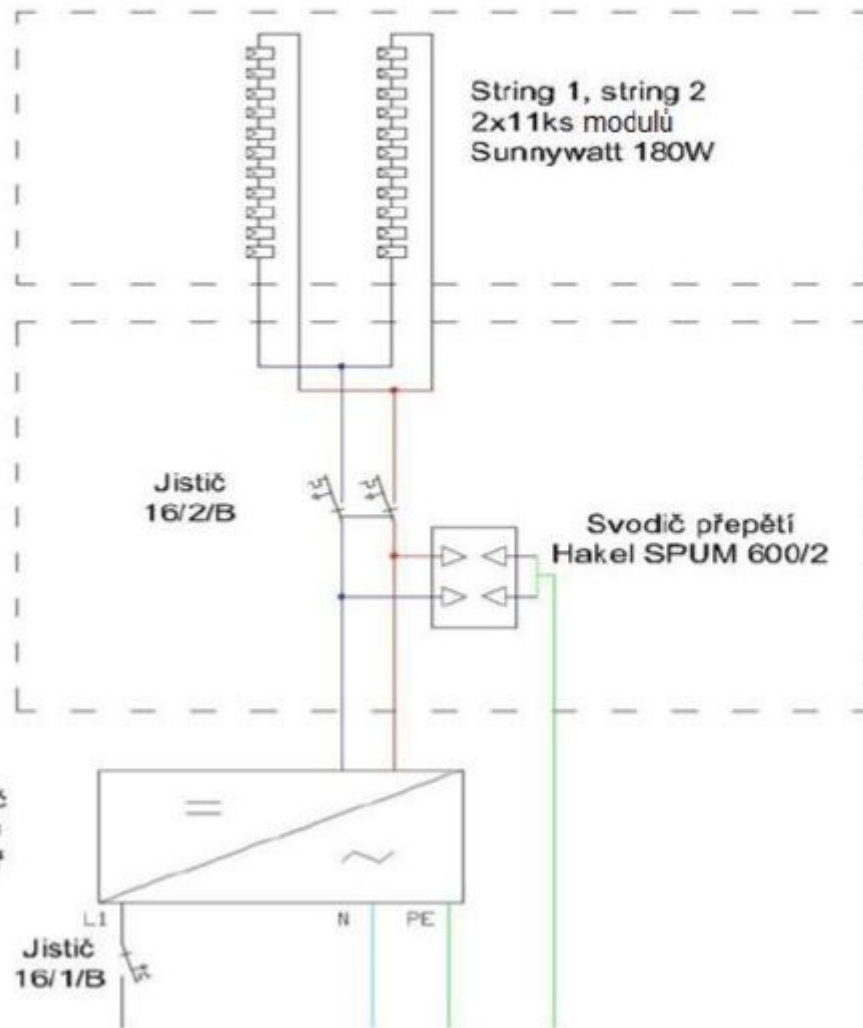 String 1, string 2
2x11ks modulů
Sunnywatt 180W
Jistič
16/2/B
Svodič přepětí
Hakel SPUM 600/2
L1
N
PE
Jistič
16/1/B